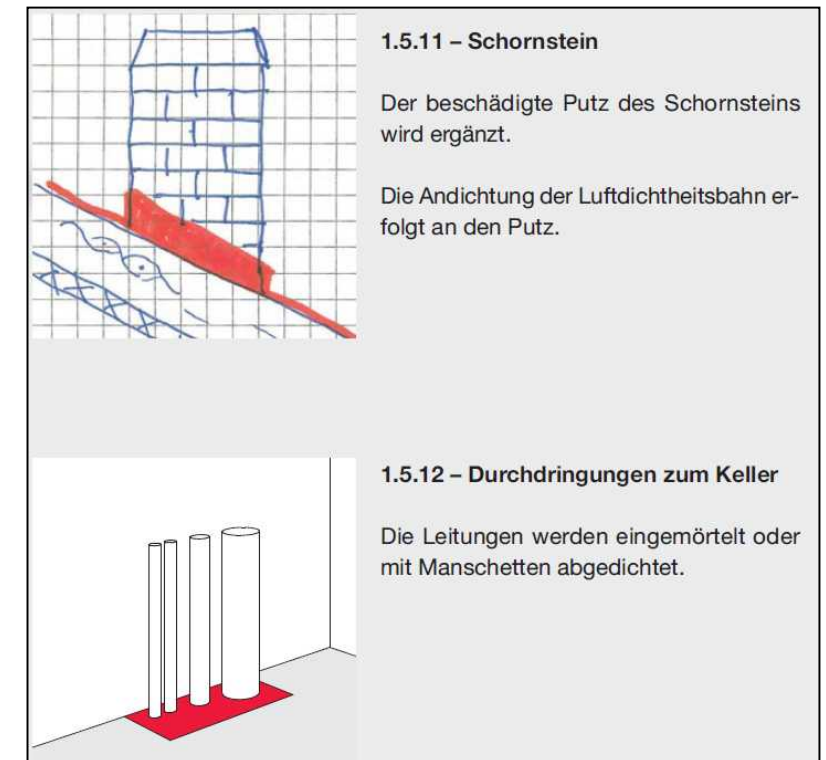 1.5.11 – Schornstein
Der beschädigte Putz des Schornsteins
wird ergänzt.
Die Andichtung der Luftdichtheitsbahn er-
folgt an den Putz.
1.5.12 – Durchdringungen zum Keller
Die Leitungen werden eingemörtelt oder
mit Manschetten abgedichtet.